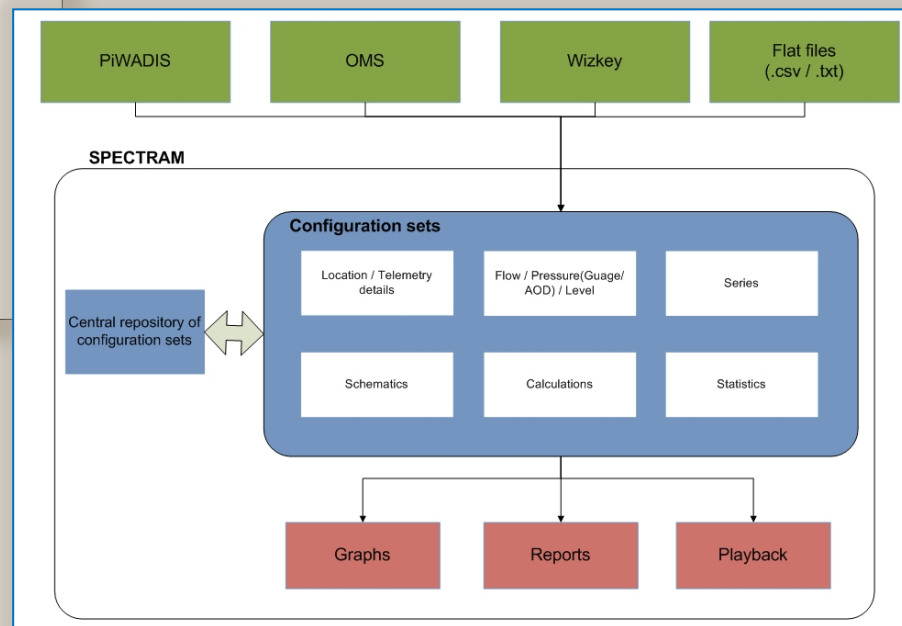 PiWADIS
OMS
Wizkey
Flat files
(.csv / .txt)
SPECTRAM
Configuration sets
Location / Telemetry
details
Flow / Pressure(Guage/
AOD) / Level
Series
Central repository of
configuration sets
Schematics
Calculations
Statistics
Graphs
Reports
Playback